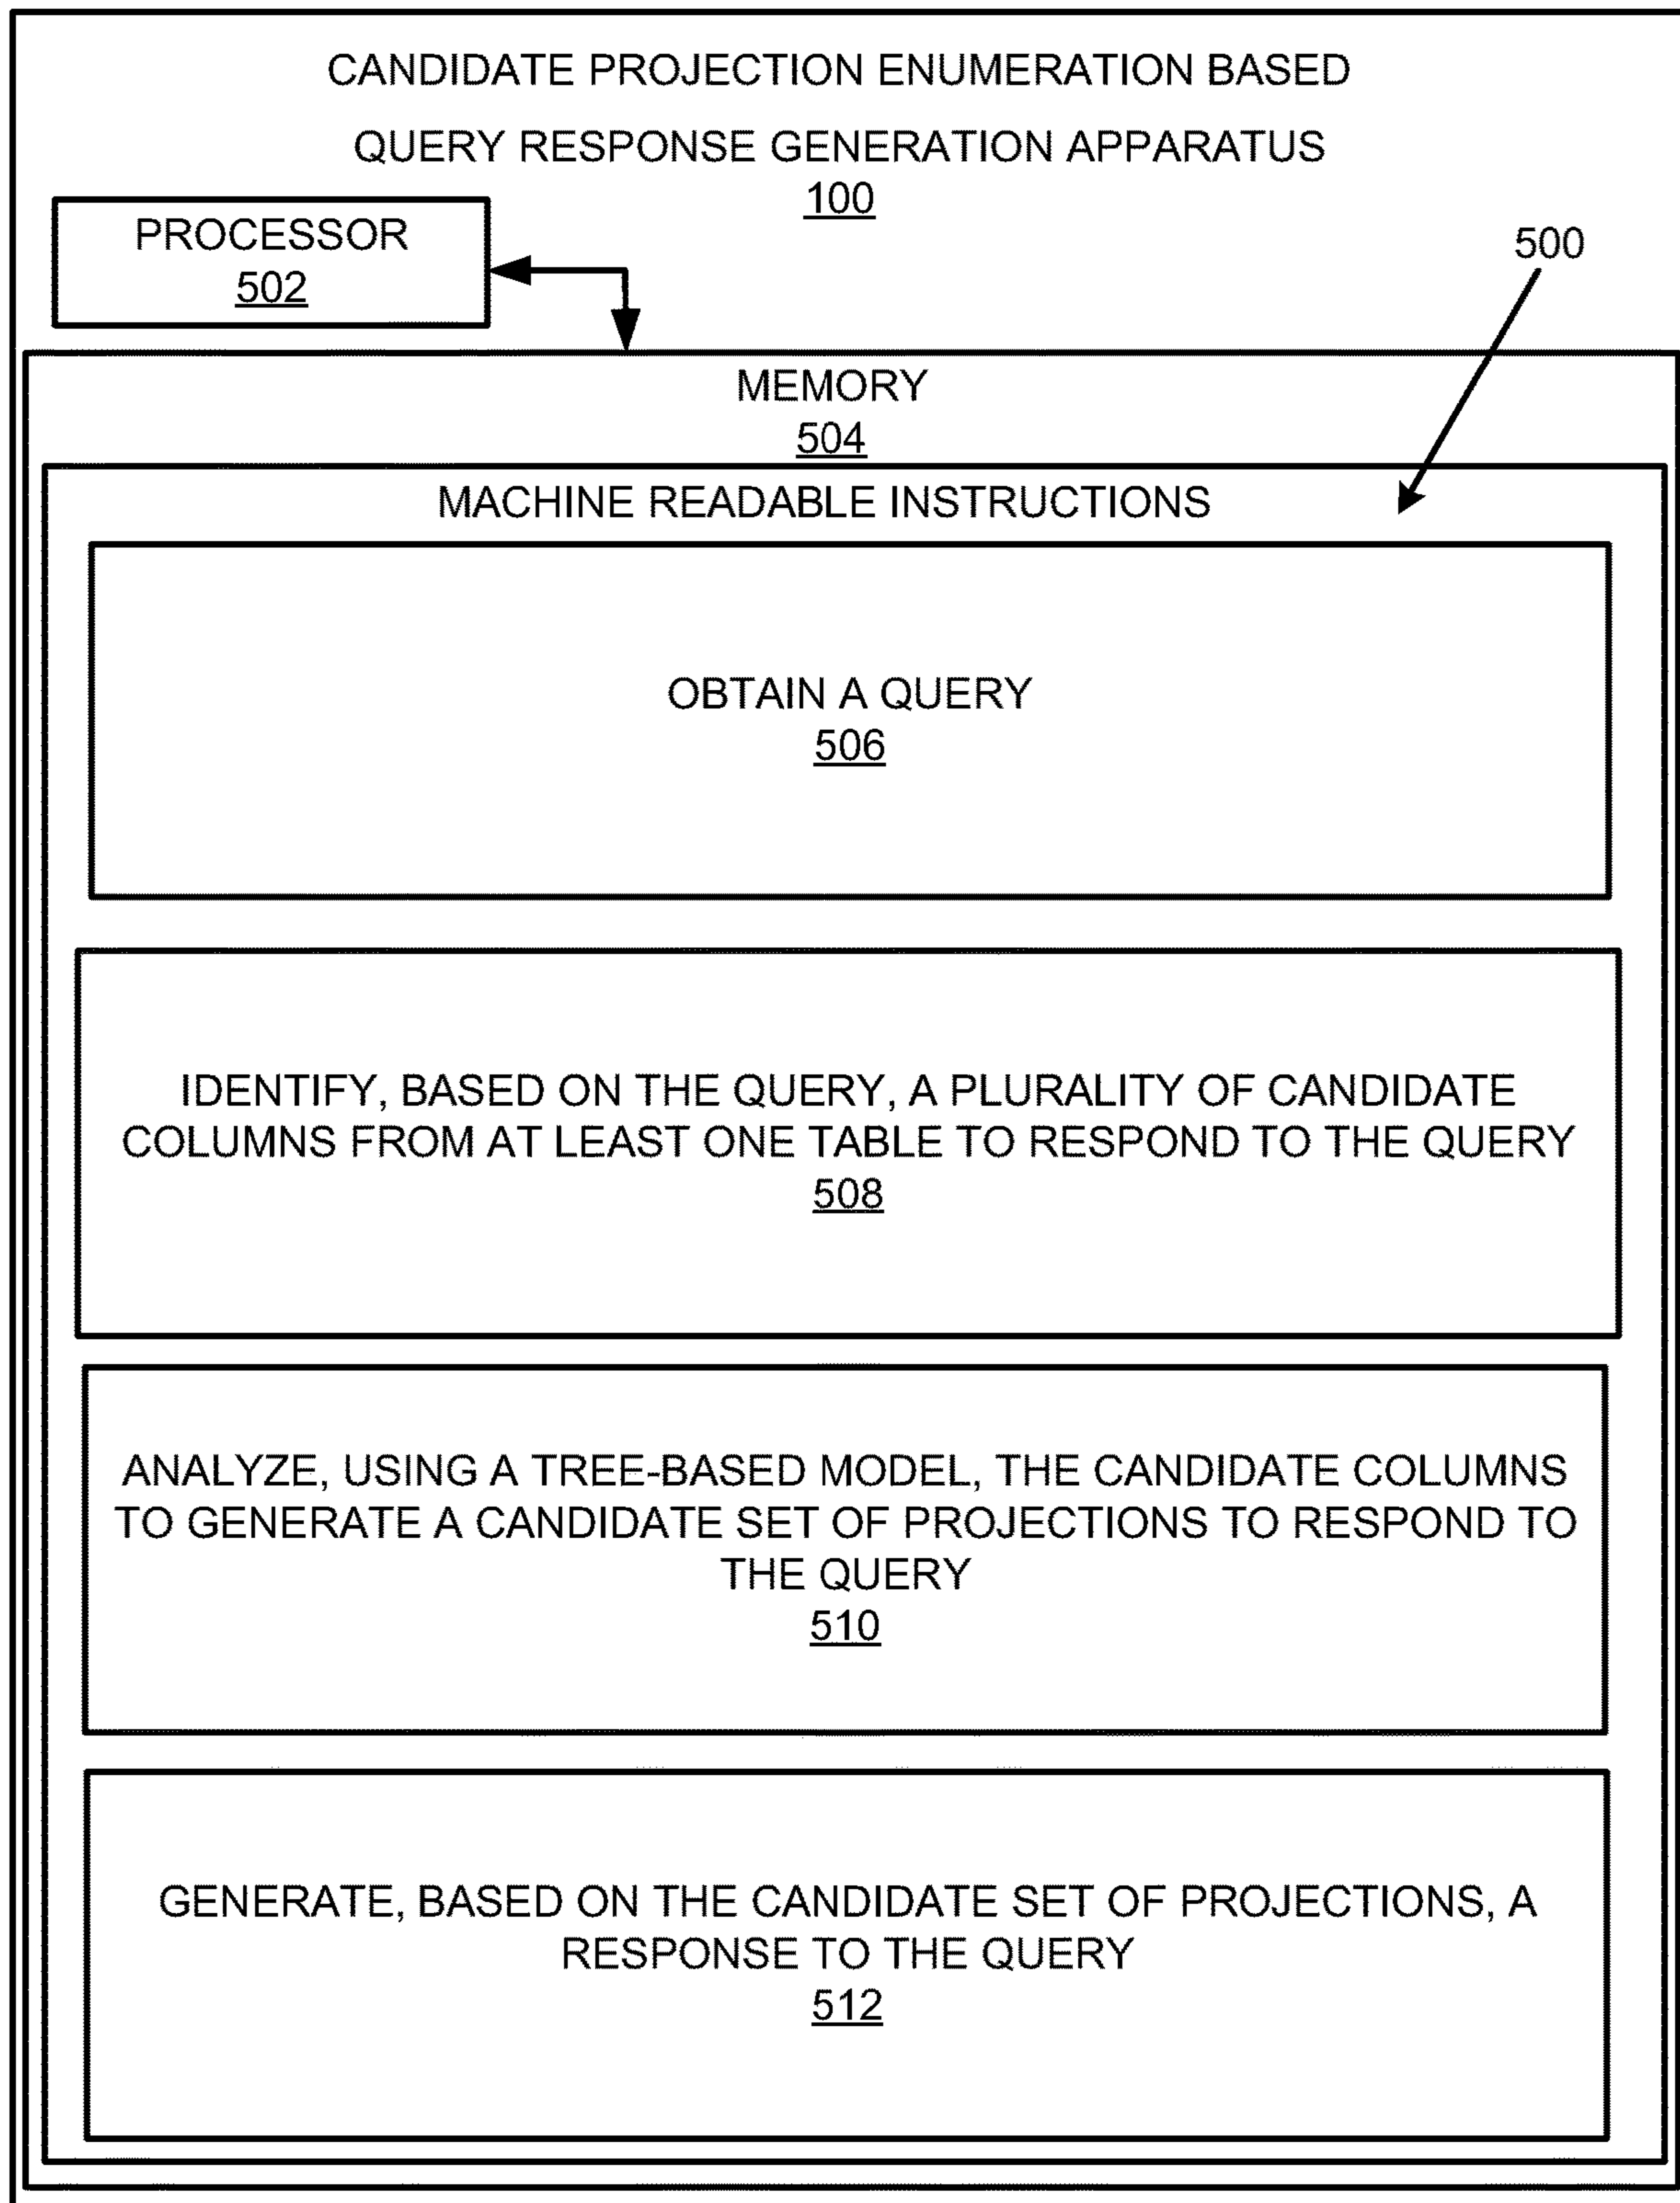 CANDIDATE PROJECTION ENUMERATION BASED
QUERY RESPONSE GENERATION APPARATUS
100
PROCESSOR
502
500
MEMORY
504
MACHINE READABLE INSTRUCTIONS
OBTAIN A QUERY
506
IDENTIFY, BASED ON THE QUERY, A PLURALITY OF CANDIDATE
COLUMNS FROM AT LEAST ONE TABLE TO RESPOND TO THE QUERY
508
ANALYZE, USING A TREE-BASED MODEL, THE CANDIDATE COLUMNS
TO GENERATE A CANDIDATE SET OF PROJECTIONS TO RESPOND TO
THE QUERY
510
GENERATE, BASED ON THE CANDIDATE SET OF PROJECTIONS, A
RESPONSE TO THE QUERY
512